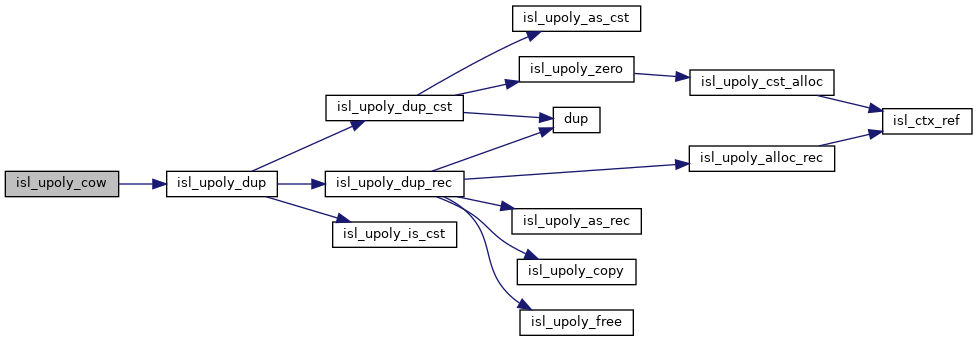 isl_upoly_as_cst
isl_upoly_zero
isl_upoly_cst_alloc
isl_upoly_dup_cst
dup
isl_ctx_ref
isl_upoly_alloc_rec
isl_upoly_cow
isl_upoly_dup
isl_upoly_dup_rec
isl_upoly_as_rec
isl_upoly_is_cst
isl_upoly_copy
isl_upoly_free